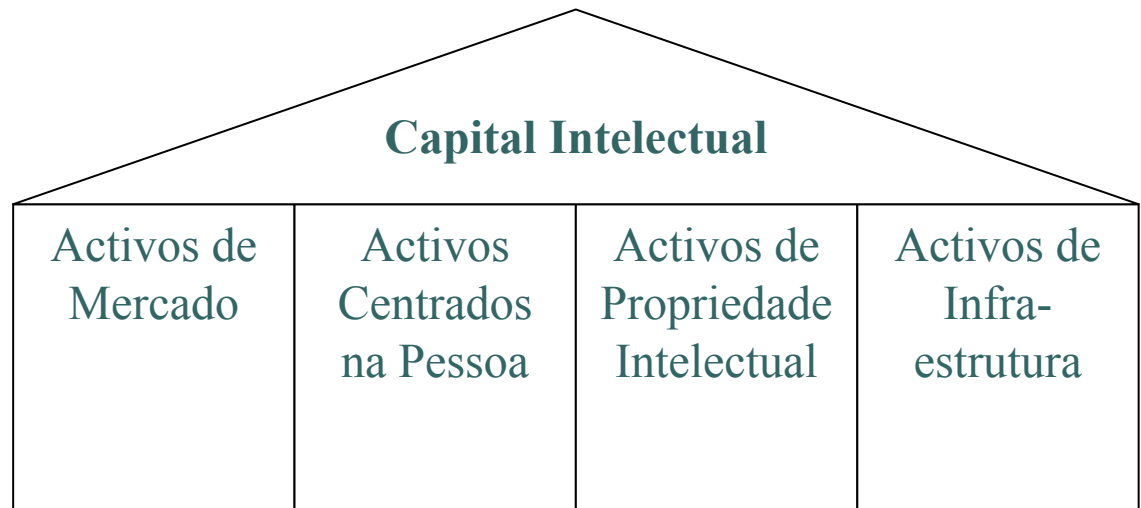 Capital Intelectual
Activos de
Mercado
Activos
Centrados
na Pessoa
Activos de
Propriedade
Intelectual
Activos de
Infra-
estrutura